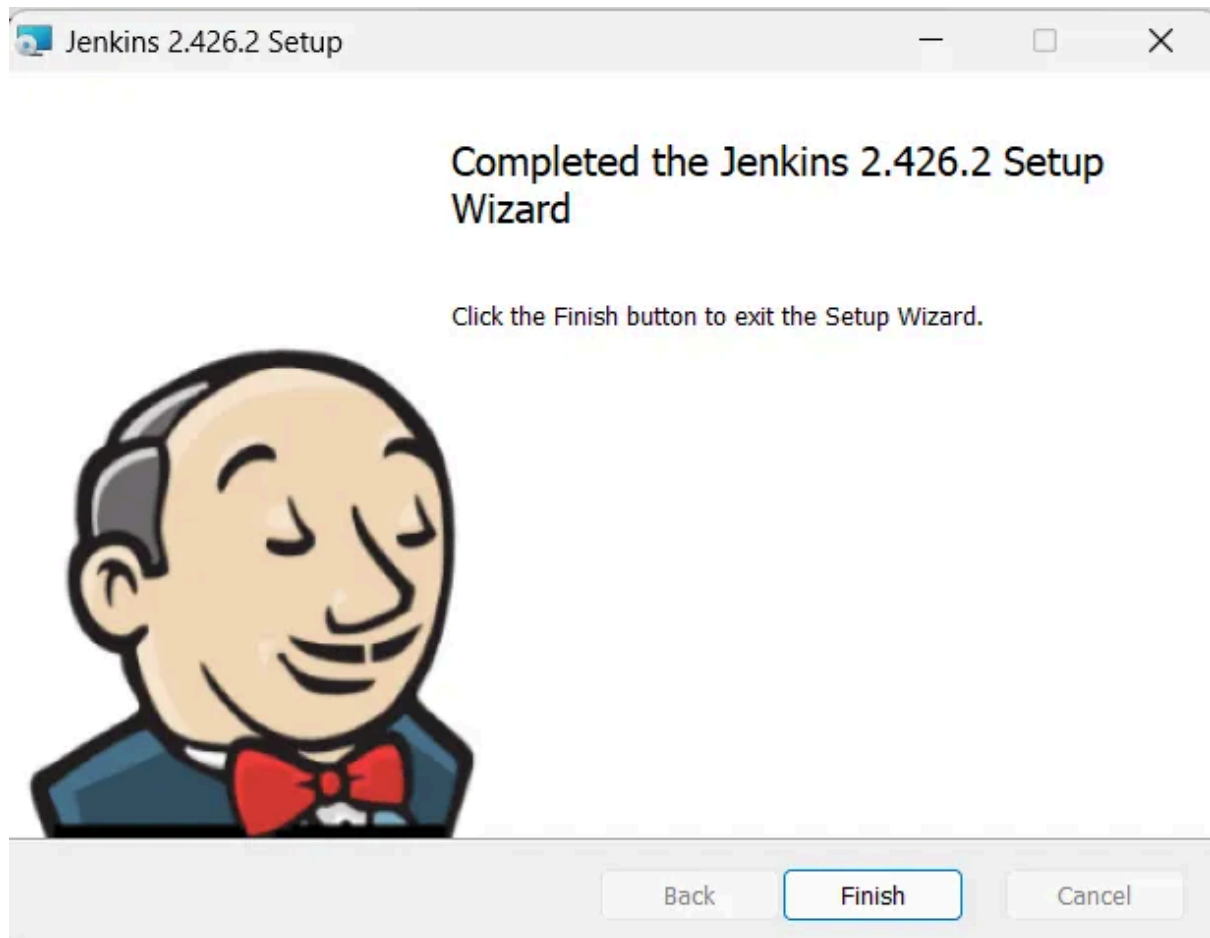 Jenkins 2.426.2 Setup
Completed the Jenkins 2.426.2 Setup
Wizard
Click the Finish button to exit the Setup Wizard.
Back
Finish
Cancel